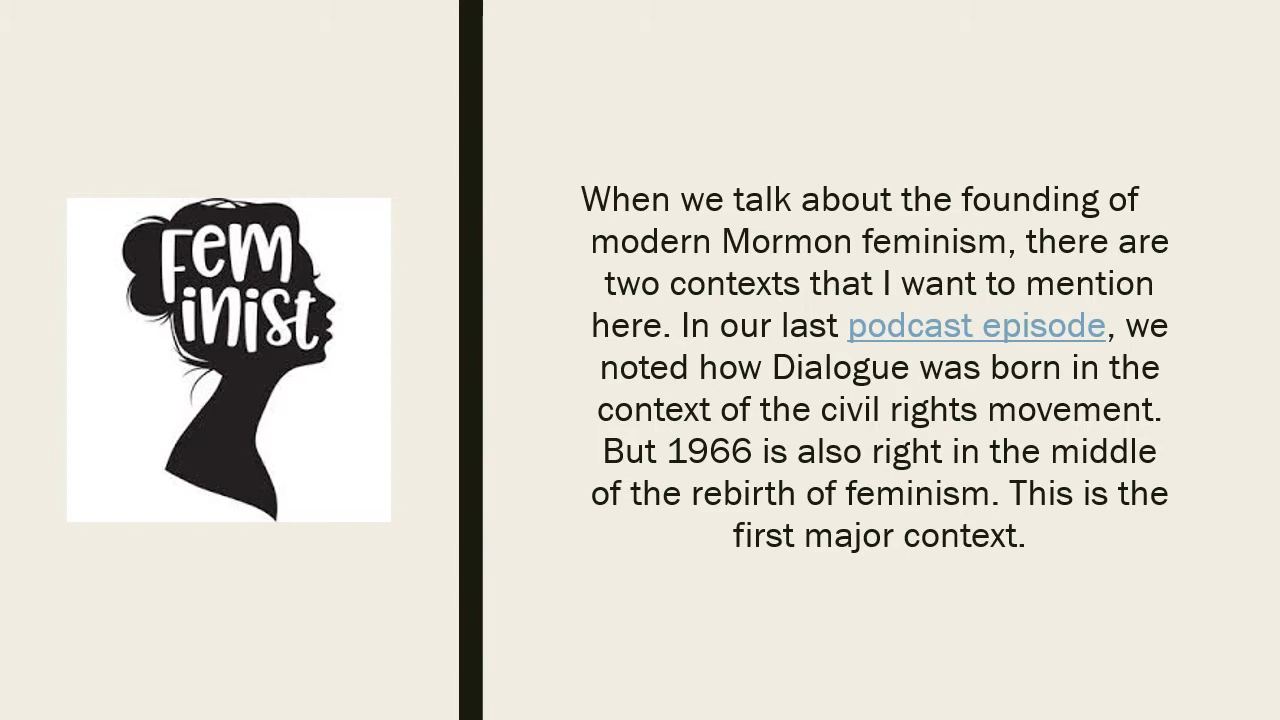 Fem
inist
When we talk about the founding of
modern Mormon feminism, there are
two contexts that I want to mention
here. In our last podcast episode, we
noted how Dialogue was born in the
context of the civil rights movement.
But 1966 is also right in the middle
of the rebirth of feminism. This is the
first major context.